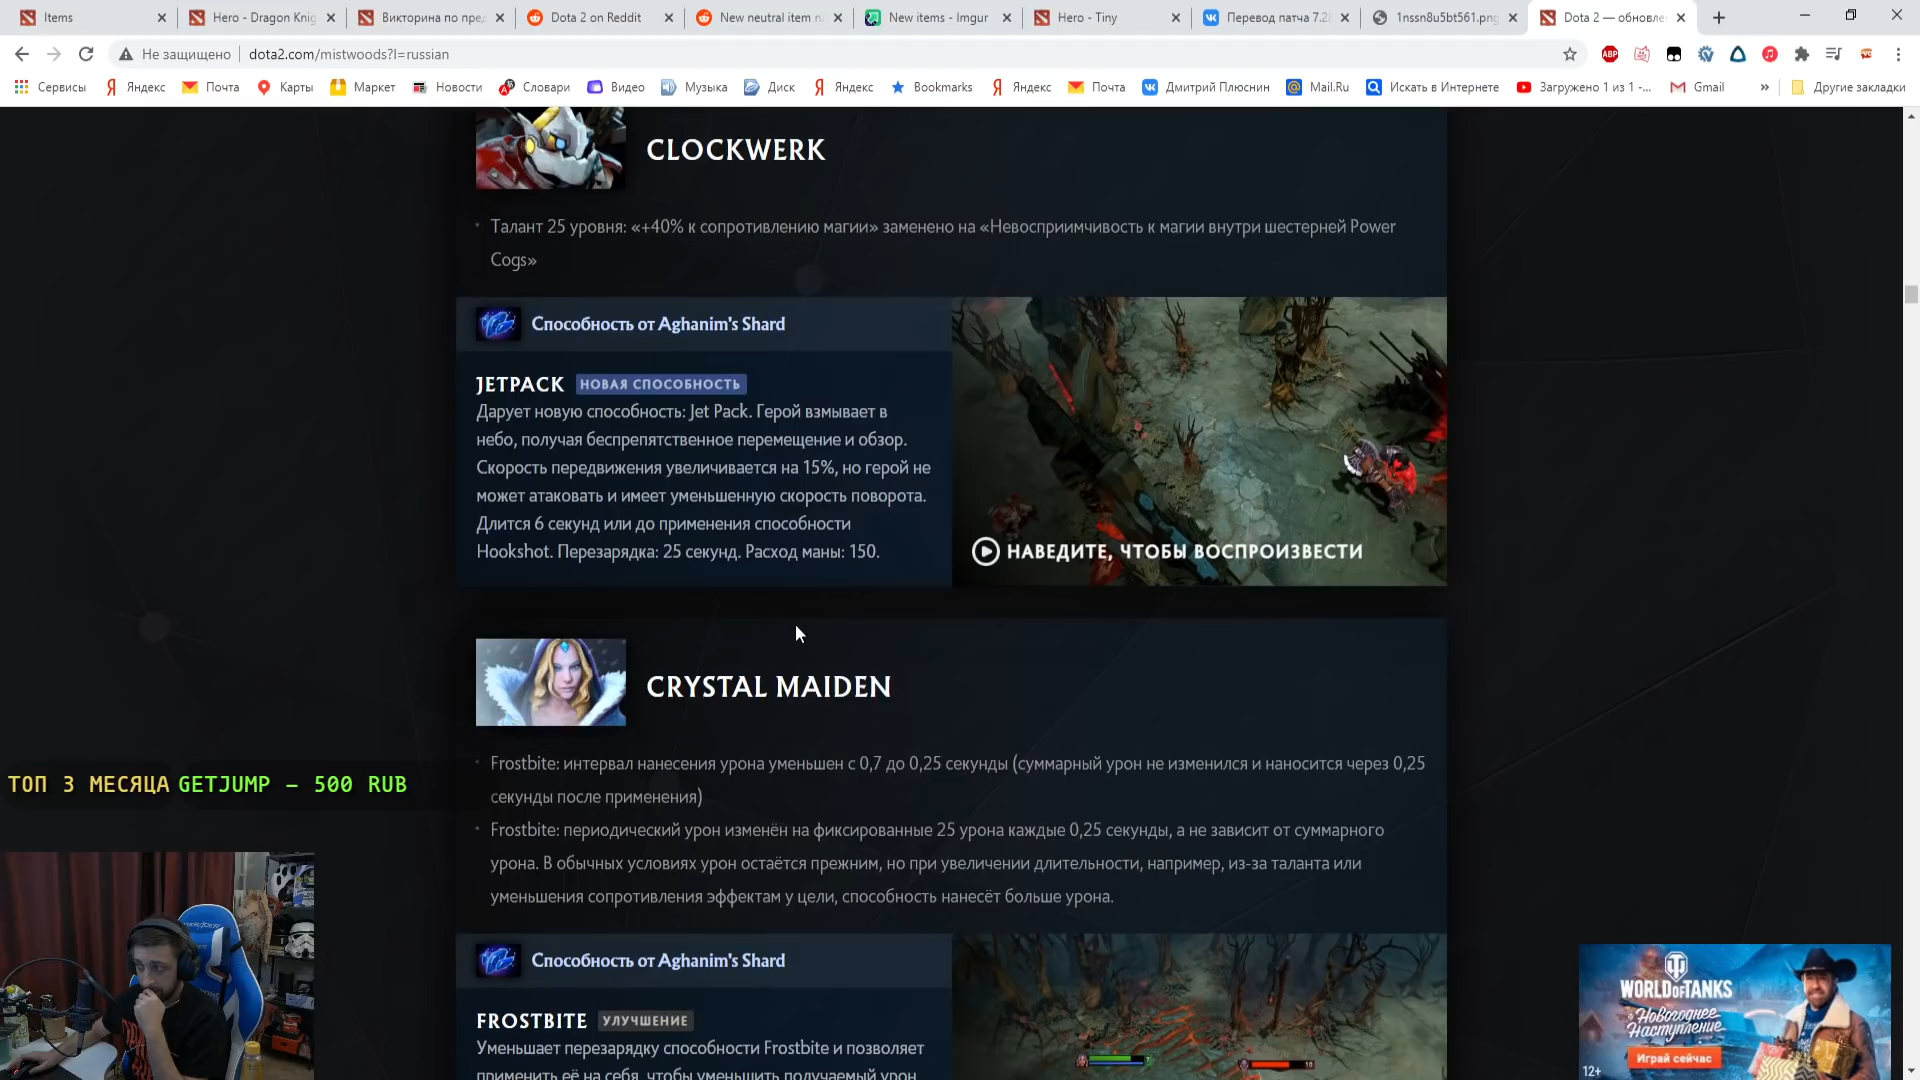 Items
Hero - Dragon Knig
Викторина по пре
Dota 2 on Reddit
New neutral item n
New items - Imgur
Hero - Tiny
Перевод патча 7.2
1nssn8u5bt561.png
Dota 2 — обновле
Не защищено
dota2.com/mistwoods?l=russian
Сервисы
Яндекс
Почта
Карты
Маркет
Новости
Словари
Видео
Музыка
Диск
Яндекс
Bookmarks
Яндекс
Почта
Дмитрий Плюснин
Mail.Ru
Искать в Интернете
Загружено 1 из 1 -...
Gmail
»
Другие закладки
CLOCKWERK
Талант 25 уровня: «+40% к сопротивлению магии» заменено на «Невосприимчивость к магии внутри шестерней Power
Cogs»
Способность от Aghanim's Shard
JETPACK НОВАЯ СПОСОБНОСТЬ
Дарует новую способность: Jet Pack. Герой взмывает в
небо, получая беспрепятственное перемещение и обзор.
Скорость передвижения увеличивается на 15%, но герой не
может атаковать и имеет уменьшенную скорость поворота.
Длится 6 секунд или до применения способности
Hookshot. Перезарядка: 25 секунд. Расход маны: 150.
НАВЕДИТЕ, ЧТОБЫ ВОСПРОИЗВЕСТИ
CRYSTAL MAIDEN
Frostbite: интервал нанесения урона уменьшен с 0,7 до 0,25 секунды (суммарный урон не изменился и наносится через 0,25
секунды после применения)
Frostbite: периодический урон изменён на фиксированные 25 урона каждые 0,25 секунды, а не зависит от суммарного
урона. В обычных условиях урон остаётся прежним, но при увеличении длительности, например, из-за таланта или
уменьшения сопротивления эффектам у цели, способность нанесёт больше урона.
Способность от Aghanim's Shard
FROSTBITE УЛУЧШЕНИЕ
Уменьшает перезарядку способности Frostbite и позволяет
применить её на себя, чтобы уменьшить получаемый урон
ТОП 3 МЕСЯЦА GETJUMP – 500 RUB
WORLD OF TANKS
Новогоднее
Наступление
Играй сейчас
12+